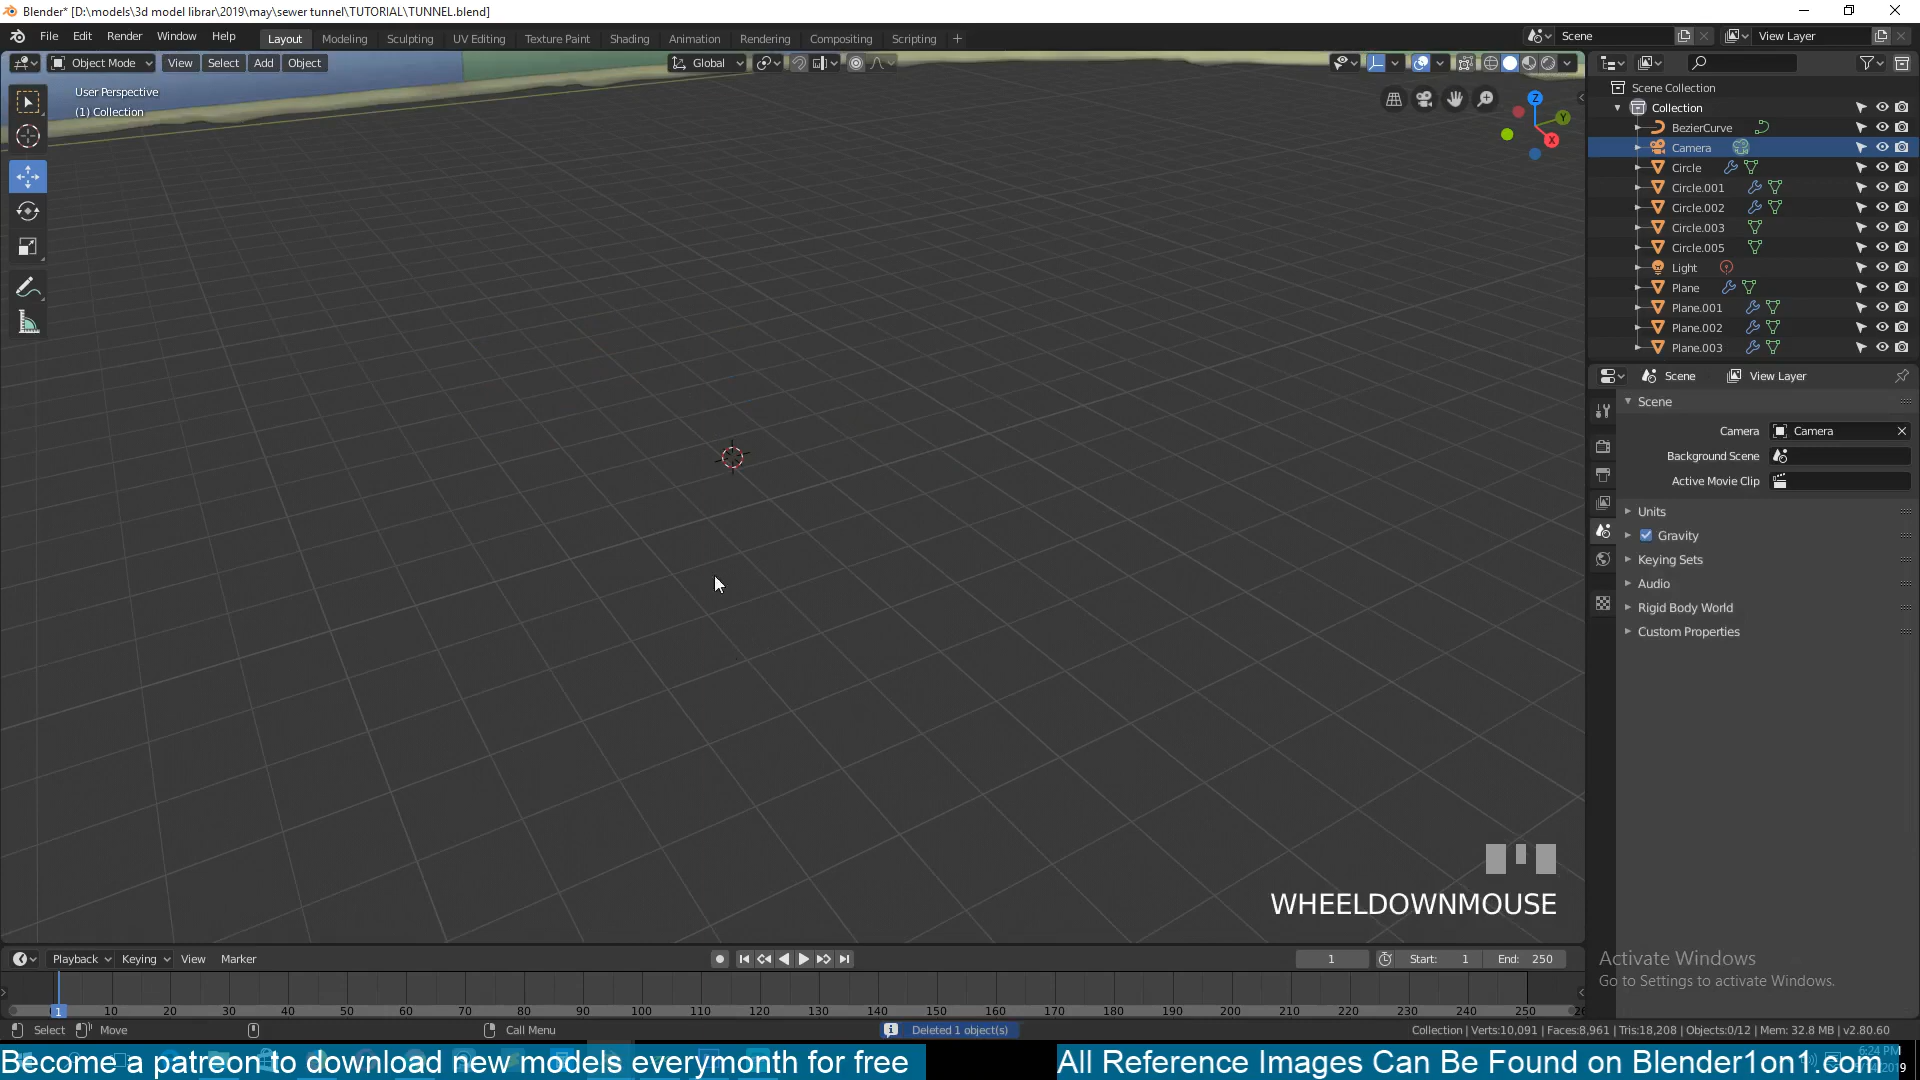 Blender* [D:\models\3d model librar\2019\may\sewer tunnel\TUTORIAL\TUNNEL.blend]
File Edit Render Window Help Layout Modeling Sculpting UV Editing Texture Paint Shading Animation Rendering Compositing Scripting + Scene View Layer
Object Mode View Select Add Object Global
User Perspective
(1) Collection
Z
Y
X
Scene Collection
Collection
BezierCurve
Camera
Circle
Circle.001
Circle.002
Circle.003
Circle.005
Light
Plane
Plane.001
Plane.002
Plane.003
Scene View Layer
Scene
Camera Camera
Background Scene
Active Movie Clip
Units
Gravity
Keying Sets
Audio
Rigid Body World
Custom Properties
WHEELDOWNMOUSE
Activate Windows
Go to Settings to activate Windows.
Playback Keying View Marker 1 Start: 1 End: 250
1 10 20 30 40 50 60 70 80 90 100 110 120 130 140 150 160 170 180 190 200 210 220 230 240 250
Select Move Call Menu Deleted 1 object(s) Collection | Verts:10,091 | Faces:8,961 | Tris:18,208 | Objects:0/12 | Mem: 32.8 MB | v2.80.60
Become a patreon to download new models everymonth for free All Reference Images Can Be Found on Blender1on1.com
6:24 PM